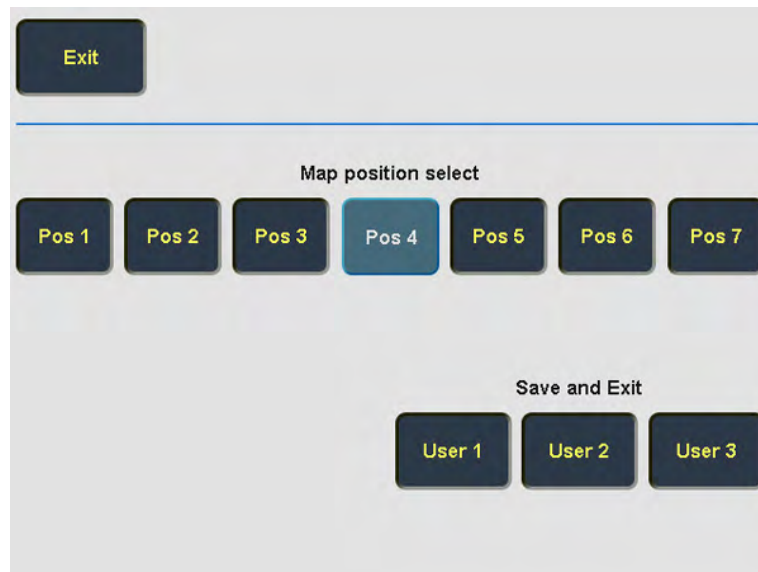 Exit
Map position select
Pos 1 Pos 2 Pos 3 Pos 4 Pos 5 Pos 6 Pos 7
Save and Exit
User 1 User 2 User 3